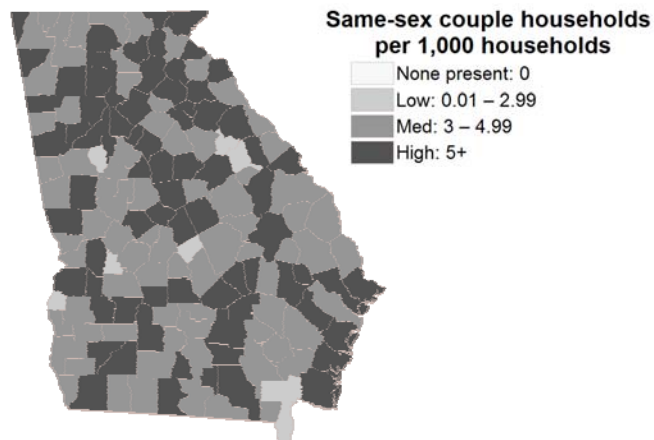 Same-sex couple households
per 1,000 households
None present: 0
Low: 0.01 – 2.99
Med: 3 – 4.99
High: 5+